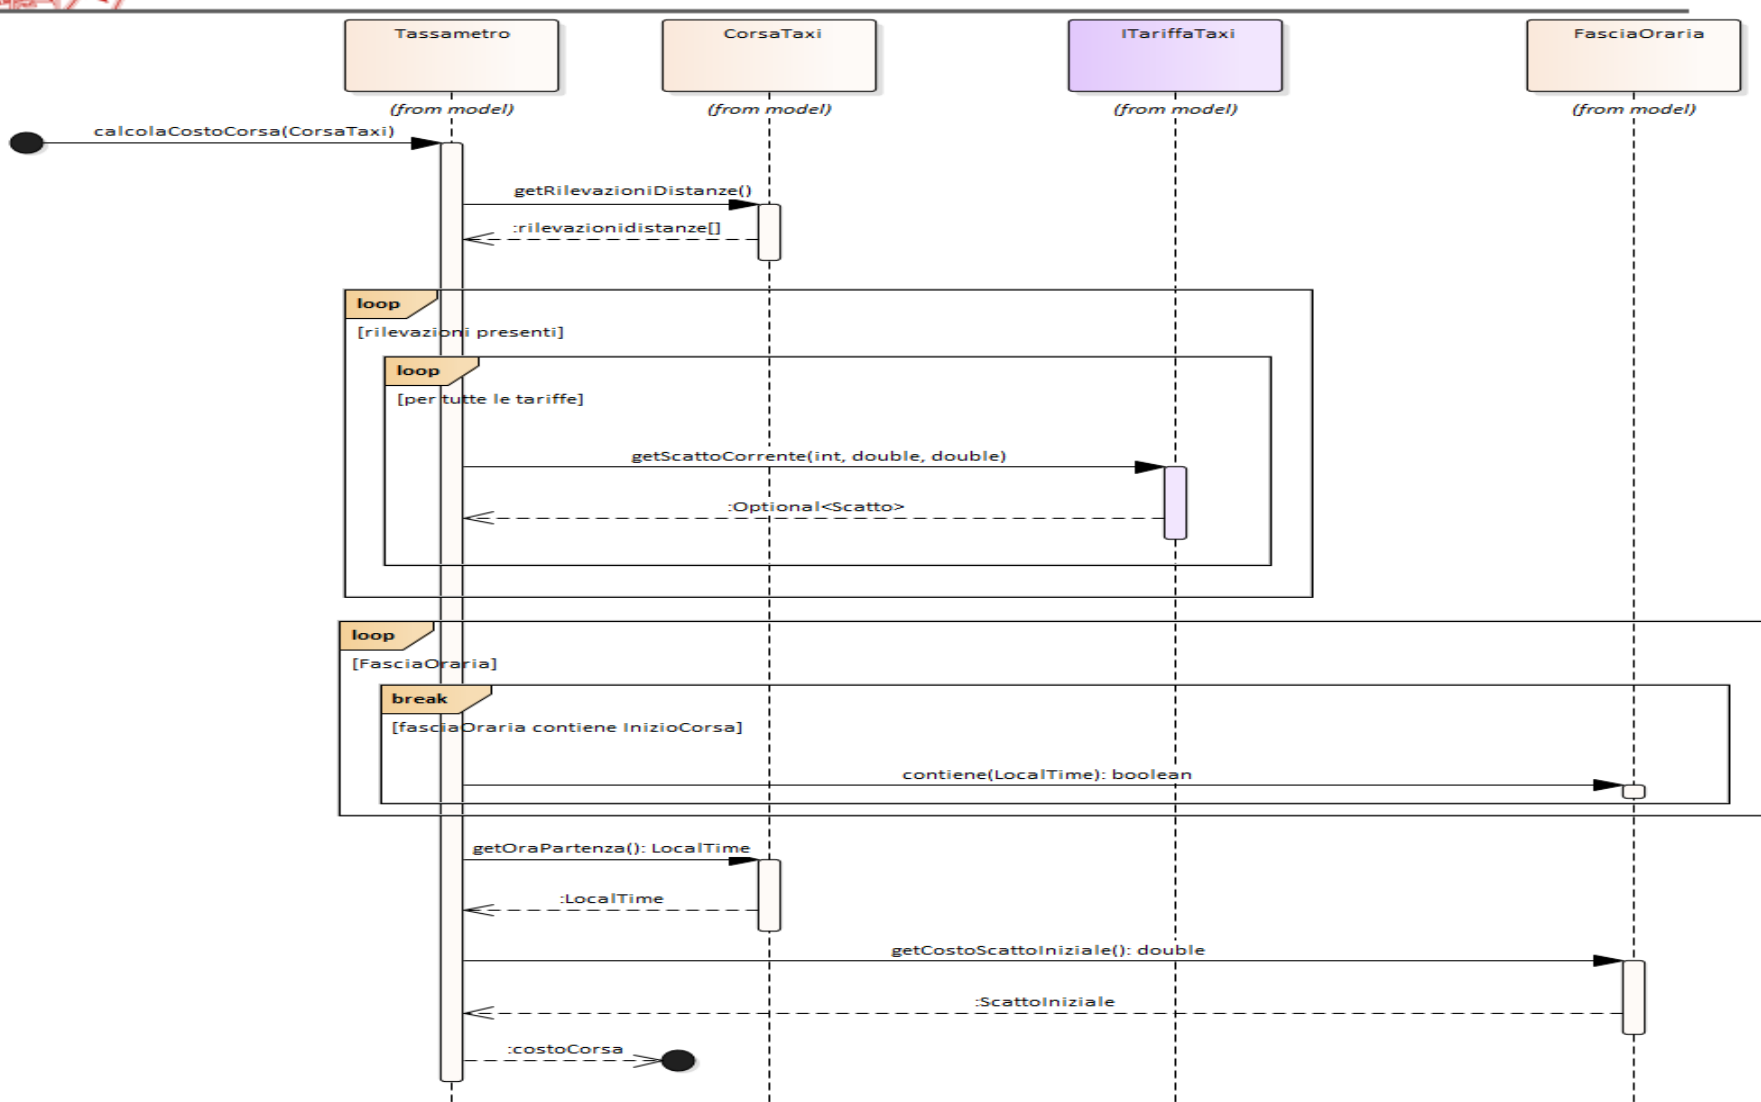 Tassametro
CorsaTaxi
ITariffaTaxi
FasciaOraria
(from model)
(from model)
(from model)
(from model)
calcolaCostoCorsa(CorsaTaxi)
getRilevazioniDistanze()
:rilevazionidistanze[]
loop
[rilevazioni presenti]
loop
[per tutte le tariffe]
getScattoCorrente(int, double, double)
:Optional<Scatto>
loop
[FasciaOraria]
break
[fasciaOraria contiene InizioCorsa]
contiene(LocalTime): boolean
getOraPartenza(): LocalTime
:LocalTime
getCostoScattoIniziale(): double
:ScattoIniziale
:costoCorsa